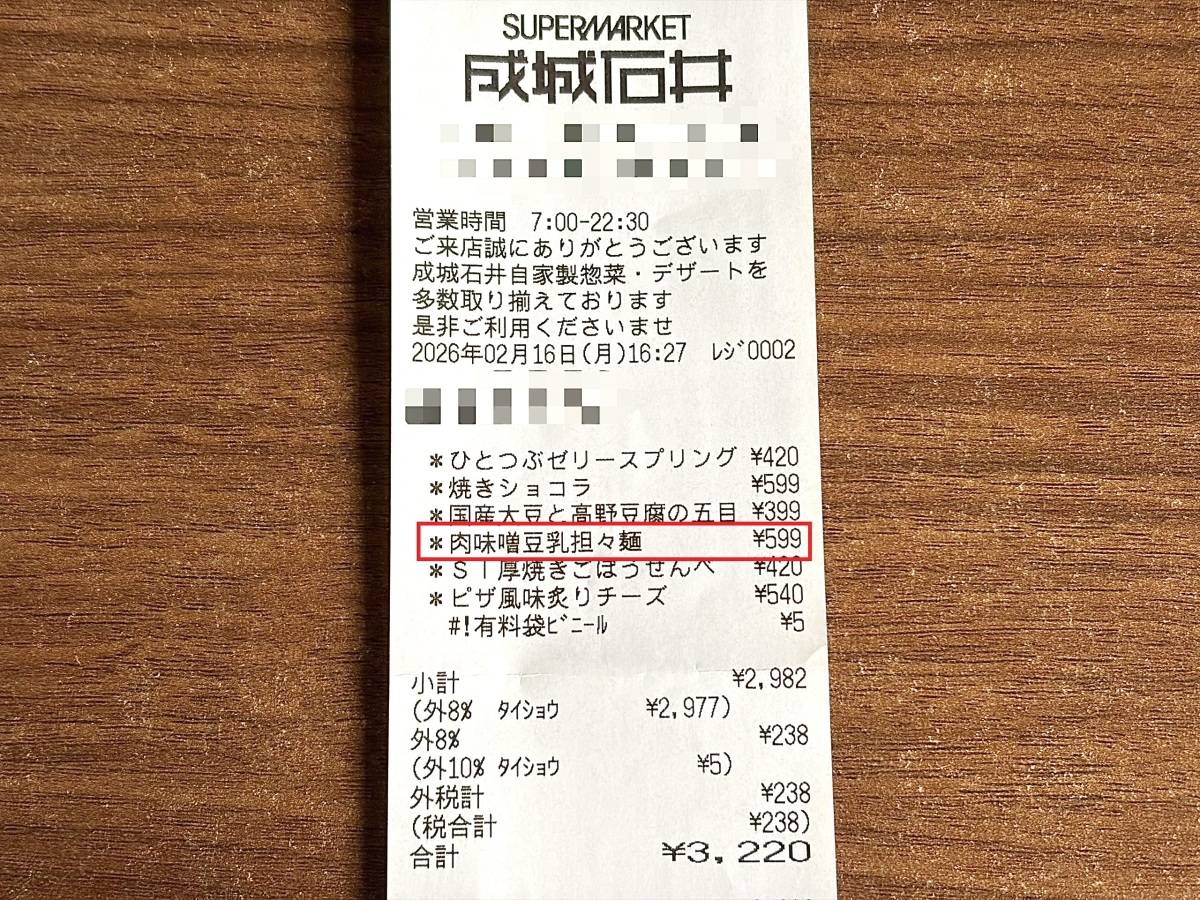 SUPERMARKET
成城石井
営業時間 7:00-22:30
ご来店誠にありがとうございます
成城石井自家製惣菜・デザートを
多数取り揃えております
是非ご利用くださいませ
2026年02月16日(月)16:27 ﾚｼﾞ0002
*ひとつぶゼリースプリング ¥420
*焼きショコラ ¥599
*国産大豆と高野豆腐の五目 ¥399
*肉味噌豆乳担々麺 ¥599
*ＳＩ厚焼きごぼうせんべ ¥420
*ピザ風味炙りチーズ ¥540
#!有料袋ﾋﾞﾆｰﾙ ¥5
小計 ¥2,982
(外8% ﾀｲｼｮｳ ¥2,977)
外8% ¥238
(外10% ﾀｲｼｮｳ ¥5)
外税計 ¥238
(税合計 ¥238)
合計 ¥3,220